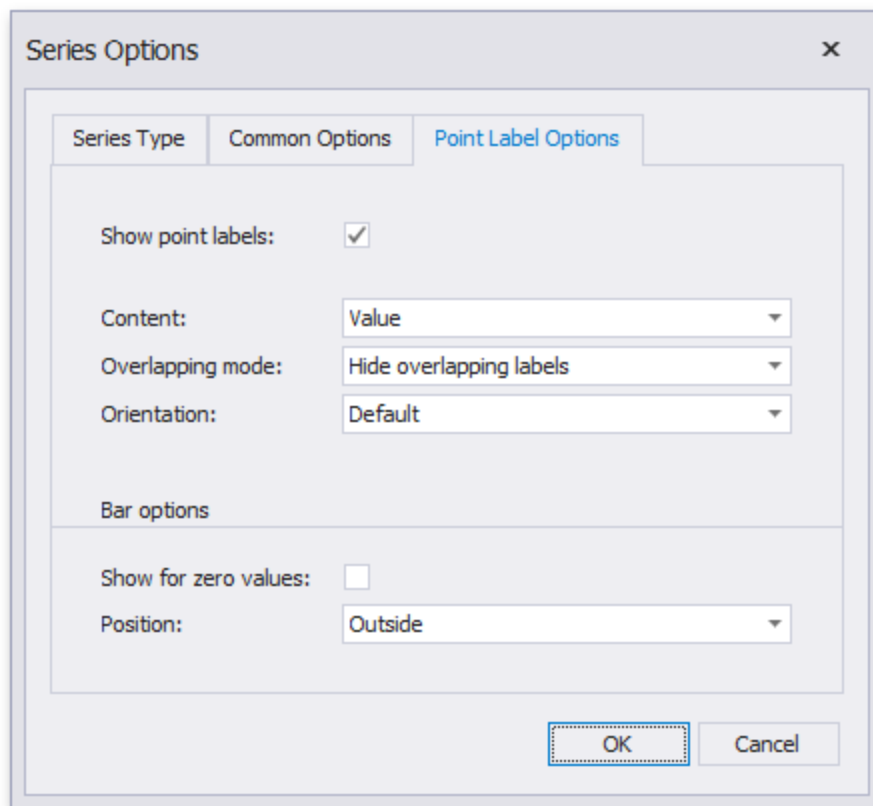 Series Options
Series Type Common Options Point Label Options
Show point labels:
Content: Value
Overlapping mode: Hide overlapping labels
Orientation: Default
Bar options
Show for zero values:
Position: Outside
OK Cancel